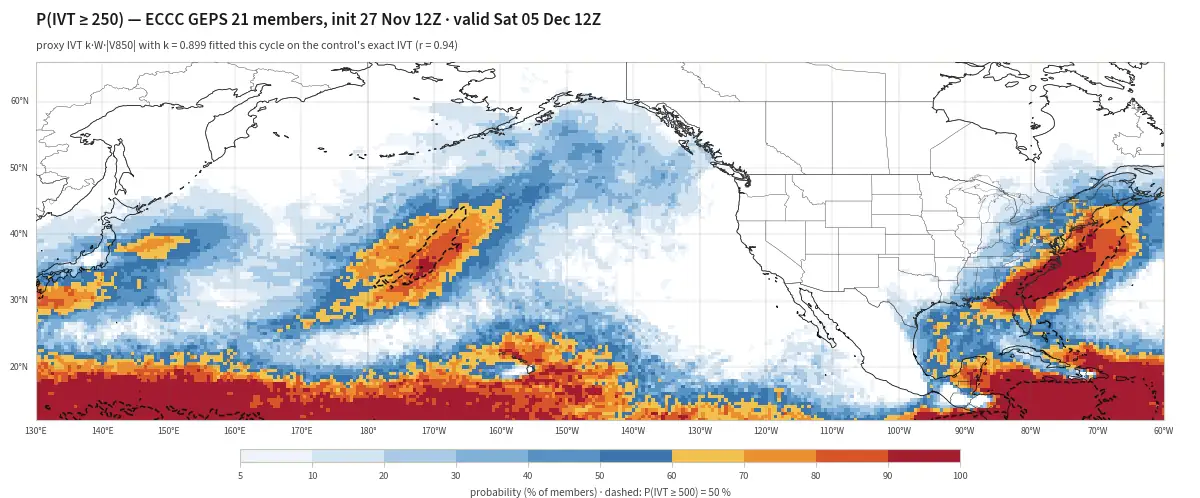 P(IVT ≥ 250) — ECCC GEPS 21 members, init 27 Nov 12Z · valid Sat 05 Dec 12Z
proxy IVT k·W·|V850| with k = 0.899 fitted this cycle on the control's exact IVT (r = 0.94)
60°N
50°N
40°N
30°N
20°N
130°E 140°E 150°E 160°E 170°E 180° 170°W 160°W 150°W 140°W 130°W 120°W 110°W 100°W 90°W 80°W 70°W 60°W
5 10 20 30 40 50 60 70 80 90 100
probability (% of members) · dashed: P(IVT ≥ 500) = 50 %